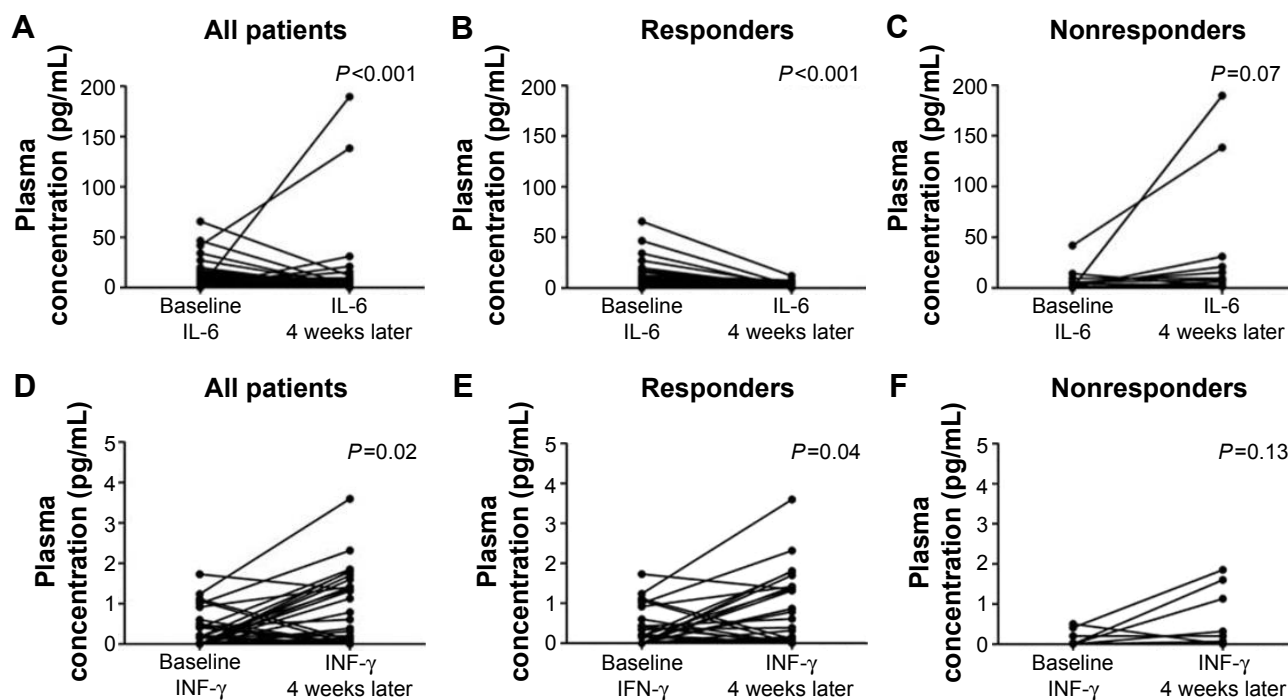 A
All patients
Plasma
concentration (pg/mL)
P<0.001
200
150
100
50
0
Baseline
IL-6
IL-6
4 weeks later
B
Responders
Plasma
concentration (pg/mL)
P<0.001
200
150
100
50
0
Baseline
IL-6
IL-6
4 weeks later
C
Nonresponders
Plasma
concentration (pg/mL)
P=0.07
200
150
100
50
0
Baseline
IL-6
IL-6
4 weeks later
D
All patients
Plasma
concentration (pg/mL)
P=0.02
5
4
3
2
1
0
Baseline
INF-γ
INF-γ
4 weeks later
E
Responders
Plasma
concentration (pg/mL)
P=0.04
5
4
3
2
1
0
Baseline
IFN-γ
INF-γ
4 weeks later
F
Nonresponders
Plasma
concentration (pg/mL)
P=0.13
5
4
3
2
1
0
Baseline
INF-γ
INF-γ
4 weeks later